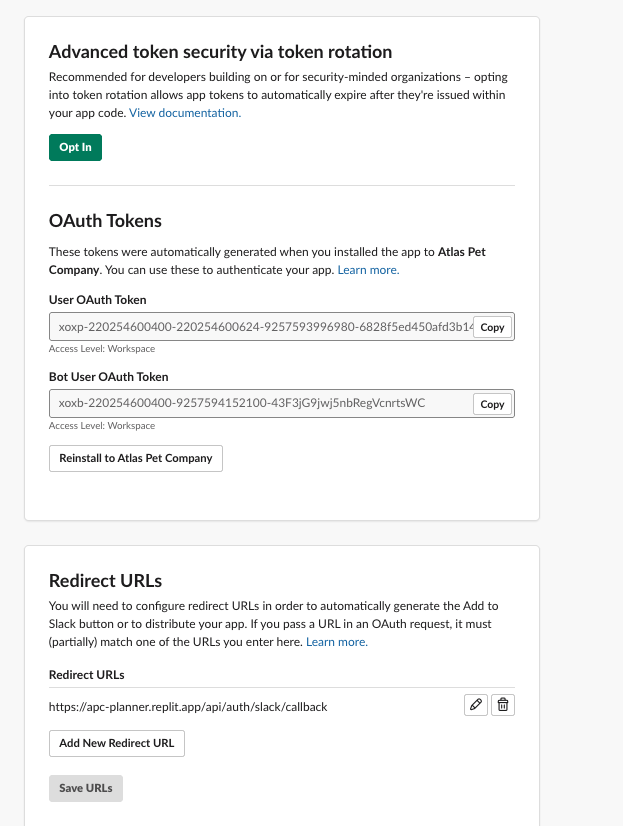 Advanced token security via token rotation
Recommended for developers building on or for security-minded organizations – opting
into token rotation allows app tokens to automatically expire after they're issued within
your app code. View documentation.
Opt In
OAuth Tokens
These tokens were automatically generated when you installed the app to Atlas Pet
Company. You can use these to authenticate your app. Learn more.
User OAuth Token
xoxp-220254600400-220254600624-9257593996980-6828f5ed450afd3b14 Copy
Access Level: Workspace
Bot User OAuth Token
xoxb-220254600400-9257594152100-43F3jG9jwj5nbRegVcnrtsWC Copy
Access Level: Workspace
Reinstall to Atlas Pet Company
Redirect URLs
You will need to configure redirect URLs in order to automatically generate the Add to
Slack button or to distribute your app. If you pass a URL in an OAuth request, it must
(partially) match one of the URLs you enter here. Learn more.
Redirect URLs
https://apc-planner.replit.app/api/auth/slack/callback
Add New Redirect URL
Save URLs